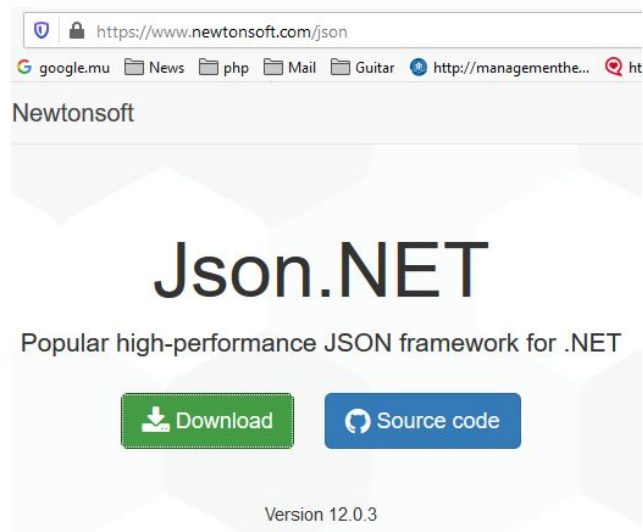 https://www.newtonsoft.com/json
google.mu News php Mail Guitar http://managementhe... ht
Newtonsoft
Json.NET
Popular high-performance JSON framework for .NET
Download Source code
Version 12.0.3